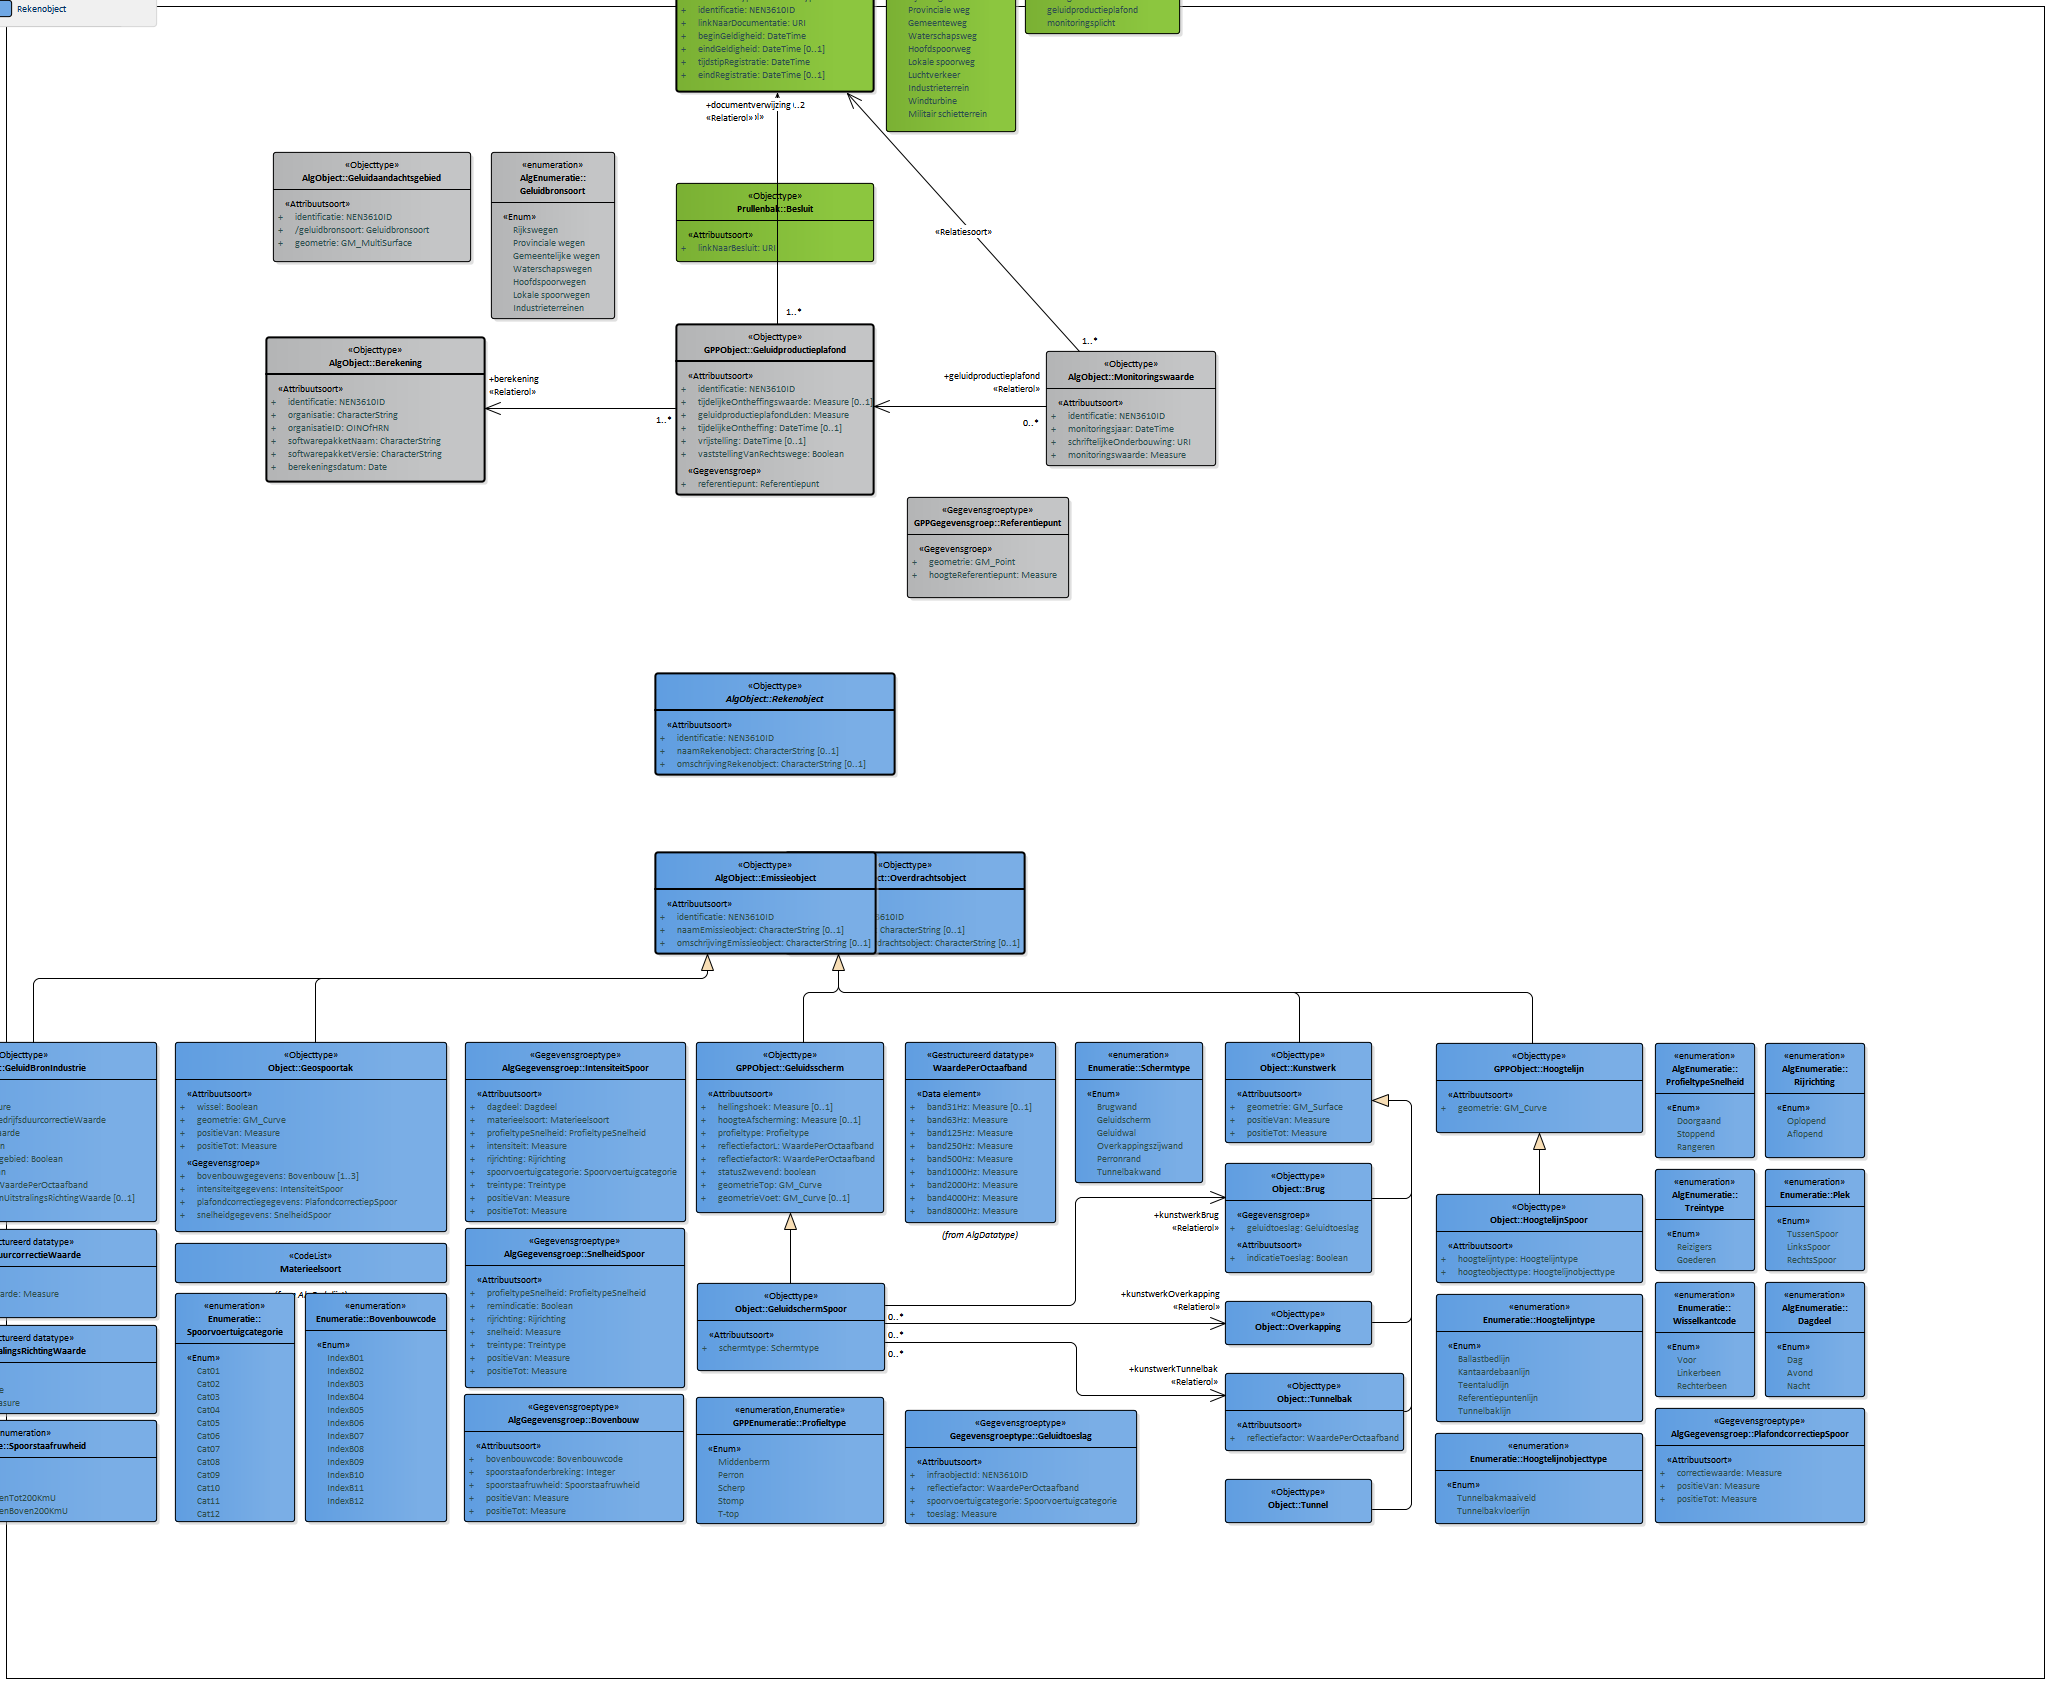 Rekenobject
+ identificatie: NEN3610ID
+ linkNaarDocumentatie: URI
+ beginGeldigheid: DateTime
+ eindGeldigheid: DateTime [0..1]
+ tijdstipRegistratie: DateTime
+ eindRegistratie: DateTime [0..1]
Provinciale weg
Gemeenteweg
Waterschapsweg
Hoofdspoorweg
Lokale spoorweg
Luchtverkeer
Industrieterrein
Windturbine
Militair schietterrein
geluidproductieplafond
monitoringsplicht
+documentverwijzing
..2
«Relatierol»
«Objecttype»
AlgObject::Geluidaandachtsgebied
«Attribuutsoort»
+ identificatie: NEN3610ID
+ /geluidbronsoort: Geluidbronsoort
+ geometrie: GM_MultiSurface
«enumeration»
AlgEnumeratie::
Geluidbronsoort
«Enum»
Rijkswegen
Provinciale wegen
Gemeentelijke wegen
Waterschapswegen
Hoofdspoorwegen
Lokale spoorwegen
Industrieterreinen
«Objecttype»
Prullenbak::Besluit
«Attribuutsoort»
+ linkNaarBesluit: URI
«Relatiesoort»
1..*
1..*
«Objecttype»
AlgObject::Berekening
«Attribuutsoort»
+ identificatie: NEN3610ID
+ organisatie: CharacterString
+ organisatieID: OINOfHRN
+ softwarepakketNaam: CharacterString
+ softwarepakketVersie: CharacterString
+ berekeningsdatum: Date
+berekening
«Relatierol»
1..*
«Objecttype»
GPPObject::Geluidproductieplafond
«Attribuutsoort»
+ identificatie: NEN3610ID
+ tijdelijkeOntheffingswaarde: Measure [0..1]
+ geluidproductieplafondLden: Measure
+ tijdelijkeOntheffing: DateTime [0..1]
+ vrijstelling: DateTime [0..1]
+ vaststellingVanRechtswege: Boolean
«Gegevensgroep»
+ referentiepunt: Referentiepunt
+geluidproductieplafond
«Relatierol»
0..*
«Objecttype»
AlgObject::Monitoringswaarde
«Attribuutsoort»
+ identificatie: NEN3610ID
+ monitoringsjaar: DateTime
+ schriftelijkeOnderbouwing: URI
+ monitoringswaarde: Measure
«Gegevensgroeptype»
GPPGegevensgroep::Referentiepunt
«Gegevensgroep»
+ geometrie: GM_Point
+ hoogteReferentiepunt: Measure
«Objecttype»
AlgObject::Rekenobject
«Attribuutsoort»
+ identificatie: NEN3610ID
+ naamRekenobject: CharacterString [0..1]
+ omschrijvingRekenobject: CharacterString [0..1]
«Objecttype»
AlgObject::Emissieobject
«Attribuutsoort»
+ identificatie: NEN3610ID
+ naamEmissieobject: CharacterString [0..1]
+ omschrijvingEmissieobject: CharacterString [0..1]
«Objecttype»
ct::Overdrachtsobject
3610ID
CharacterString [0..1]
drachtsobject: CharacterString [0..1]
Objecttype»
::GeluidBronIndustrie
ure
edrijfsduurcorrectieWaarde
aarde
n
gebied: Boolean
n
WaardePerOctaafband
nUitstralingsRichtingWaarde [0..1]
ctureerd datatype»
uurcorrectieWaarde
arde: Measure
ctureerd datatype»
alingsRichtingWaarde
e
asure
numeration»
e::Spoorstaafruwheid
enTot200KmU
enBoven200KmU
«Objecttype»
Object::Geospoortak
«Attribuutsoort»
+ wissel: Boolean
+ geometrie: GM_Curve
+ positieVan: Measure
+ positieTot: Measure
«Gegevensgroep»
+ bovenbouwgegevens: Bovenbouw [1..3]
+ intensiteitgegevens: IntensiteitSpoor
+ plafondcorrectiegegevens: PlafondcorrectiepSpoor
+ snelheidgegevens: SnelheidSpoor
«CodeList»
Materieelsoort
«enumeration»
Enumeratie::
Spoorvoertuigcategorie
«Enum»
Cat01
Cat02
Cat03
Cat04
Cat05
Cat06
Cat07
Cat08
Cat09
Cat10
Cat11
Cat12
«enumeration»
Enumeratie::Bovenbouwcode
«Enum»
IndexB01
IndexB02
IndexB03
IndexB04
IndexB05
IndexB06
IndexB07
IndexB08
IndexB09
IndexB10
IndexB11
IndexB12
«Gegevensgroeptype»
AlgGegevensgroep::IntensiteitSpoor
«Attribuutsoort»
+ dagdeel: Dagdeel
+ materieelsoort: Materieelsoort
+ profieltypeSnelheid: ProfieltypeSnelheid
+ intensiteit: Measure
+ rijrichting: Rijrichting
+ spoorvoertuigcategorie: Spoorvoertuigcategorie
+ treintype: Treintype
+ positieVan: Measure
+ positieTot: Measure
«Gegevensgroeptype»
AlgGegevensgroep::SnelheidSpoor
«Attribuutsoort»
+ profieltypeSnelheid: ProfieltypeSnelheid
+ remindicatie: Boolean
+ rijrichting: Rijrichting
+ snelheid: Measure
+ treintype: Treintype
+ positieVan: Measure
+ positieTot: Measure
«Gegevensgroeptype»
AlgGegevensgroep::Bovenbouw
«Attribuutsoort»
+ bovenbouwcode: Bovenbouwcode
+ spoorstaafonderbreking: Integer
+ spoorstaafruwheid: Spoorstaafruwheid
+ positieVan: Measure
+ positieTot: Measure
«Objecttype»
GPPObject::Geluidsscherm
«Attribuutsoort»
+ hellingshoek: Measure [0..1]
+ hoogteAfscherming: Measure [0..1]
+ profieltype: Profieltype
+ reflectiefactorL: WaardePerOctaafband
+ reflectiefactorR: WaardePerOctaafband
+ statusZwevend: boolean
+ geometrieTop: GM_Curve
+ geometrieVoet: GM_Curve [0..1]
«Objecttype»
Object::GeluidschermSpoor
«Attribuutsoort»
+ schermtype: Schermtype
0..*
0..*
0..*
«enumeration,Enumeratie»
GPPEnumeratie::Profieltype
«Enum»
Middenberm
Perron
Scherp
Stomp
T-top
«Gestructureerd datatype»
WaardePerOctaafband
«Data element»
+ band31Hz: Measure [0..1]
+ band63Hz: Measure
+ band125Hz: Measure
+ band250Hz: Measure
+ band500Hz: Measure
+ band1000Hz: Measure
+ band2000Hz: Measure
+ band4000Hz: Measure
+ band8000Hz: Measure
(from AlgDatatype)
«Gegevensgroeptype»
Gegevensgroeptype::Geluidtoeslag
«Attribuutsoort»
+ infraobjectId: NEN3610ID
+ reflectiefactor: WaardePerOctaafband
+ spoorvoertuigcategorie: Spoorvoertuigcategorie
+ toeslag: Measure
«enumeration»
Enumeratie::Schermtype
«Enum»
Brugwand
Geluidscherm
Geluidwal
Overkappingszijwand
Perronrand
Tunnelbakwand
+kunstwerkBrug
«Relatierol»
+kunstwerkOverkapping
«Relatierol»
+kunstwerkTunnelbak
«Relatierol»
«Objecttype»
Object::Kunstwerk
«Attribuutsoort»
+ geometrie: GM_Surface
+ positieVan: Measure
+ positieTot: Measure
«Objecttype»
Object::Brug
«Gegevensgroep»
+ geluidtoeslag: Geluidtoeslag
«Attribuutsoort»
+ indicatieToeslag: Boolean
«Objecttype»
Object::Overkapping
«Objecttype»
Object::Tunnelbak
«Attribuutsoort»
+ reflectiefactor: WaardePerOctaafband
«Objecttype»
Object::Tunnel
«Objecttype»
GPPObject::Hoogtelijn
«Attribuutsoort»
+ geometrie: GM_Curve
«Objecttype»
Object::HoogtelijnSpoor
«Attribuutsoort»
+ hoogtelijntype: Hoogtelijntype
+ hoogteobjecttype: Hoogtelijnobjecttype
«enumeration»
Enumeratie::Hoogtelijntype
«Enum»
Ballastbedlijn
Kantaardebaanlijn
Teentaludlijn
Referentiepuntenlijn
Tunnelbaklijn
«enumeration»
Enumeratie::Hoogtelijnobjecttype
«Enum»
Tunnelbakmaaiveld
Tunnelbakvloerlijn
«enumeration»
AlgEnumeratie::
ProfieltypeSnelheid
«Enum»
Doorgaand
Stoppend
Rangeren
«enumeration»
AlgEnumeratie::
Rijrichting
«Enum»
Oplopend
Aflopend
«enumeration»
AlgEnumeratie::
Treintype
«Enum»
Reizigers
Goederen
«enumeration»
Enumeratie::Plek
«Enum»
TussenSpoor
LinksSpoor
RechtsSpoor
«enumeration»
Enumeratie::
Wisselkantcode
«Enum»
Voor
Linkerbeen
Rechterbeen
«enumeration»
AlgEnumeratie::
Dagdeel
«Enum»
Dag
Avond
Nacht
«Gegevensgroeptype»
AlgGegevensgroep::PlafondcorrectiepSpoor
«Attribuutsoort»
+ correctiewaarde: Measure
+ positieVan: Measure
+ positieTot: Measure